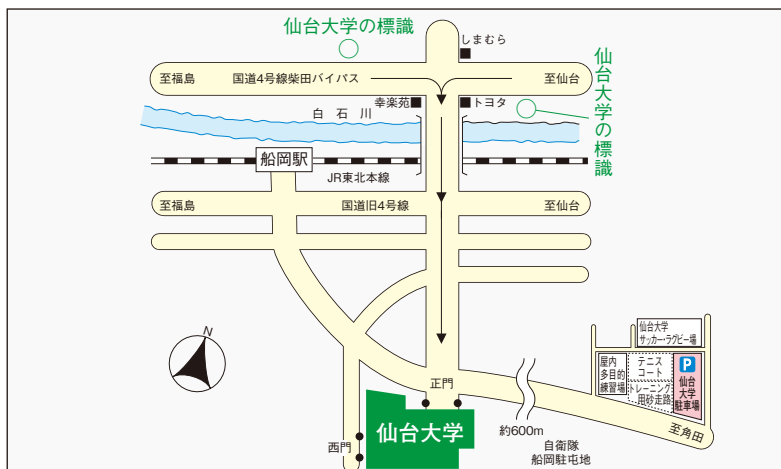 仙台大学の標識
しまむら
仙台大学の標識
至福島
国道4号線柴田バイパス
至仙台
幸楽苑
トヨタ
白石川
船岡駅
JR東北本線
至福島
国道旧4号線
至仙台
N
仙台大学
サッカー・ラグビー場
屋内
多目的
練習場
テニス
コート
トレーニング
用砂走路
P
仙台
大学
駐車場
正門
仙台大学
西門
約600m
自衛隊
船岡駐屯地
至角田